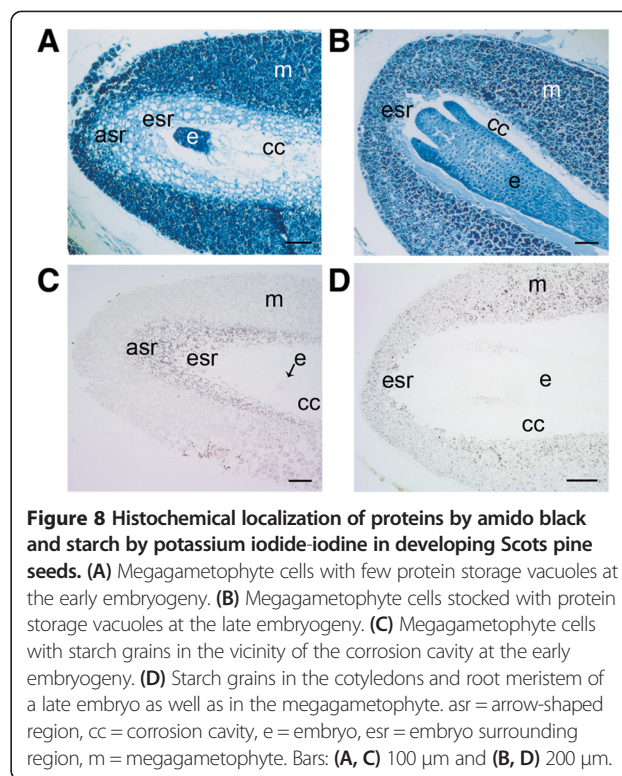 A
m
esr
asr
e
cc
B
m
esr
cc
e
C
m
asr
esr
e
cc
D
m
esr
e
cc
Figure 8 Histochemical localization of proteins by amido black
and starch by potassium iodide-iodine in developing Scots pine
seeds. (A) Megagametophyte cells with few protein storage vacuoles at
the early embryogeny. (B) Megagametophyte cells stocked with protein
storage vacuoles at the late embryogeny. (C) Megagametophyte cells
with starch grains in the vicinity of the corrosion cavity at the early
embryogeny. (D) Starch grains in the cotyledons and root meristem of
a late embryo as well as in the megagametophyte. asr = arrow-shaped
region, cc = corrosion cavity, e = embryo, esr = embryo surrounding
region, m = megagametophyte. Bars: (A, C) 100 μm and (B, D) 200 μm.